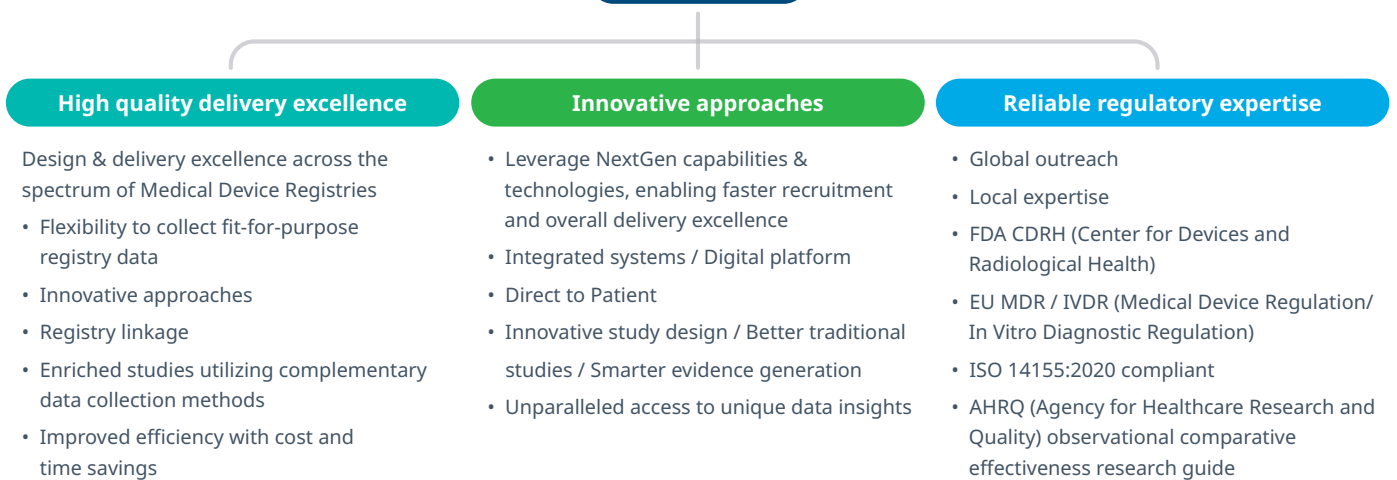 High quality delivery excellence
Design & delivery excellence across the
spectrum of Medical Device Registries
• Flexibility to collect fit-for-purpose
registry data
• Innovative approaches
• Registry linkage
• Enriched studies utilizing complementary
data collection methods
• Improved efficiency with cost and
time savings
Innovative approaches
• Leverage NextGen capabilities &
technologies, enabling faster recruitment
and overall delivery excellence
• Integrated systems / Digital platform
• Direct to Patient
• Innovative study design / Better traditional
studies / Smarter evidence generation
• Unparalleled access to unique data insights
Reliable regulatory expertise
• Global outreach
• Local expertise
• FDA CDRH (Center for Devices and
Radiological Health)
• EU MDR / IVDR (Medical Device Regulation/
In Vitro Diagnostic Regulation)
• ISO 14155:2020 compliant
• AHRQ (Agency for Healthcare Research and
Quality) observational comparative
effectiveness research guide